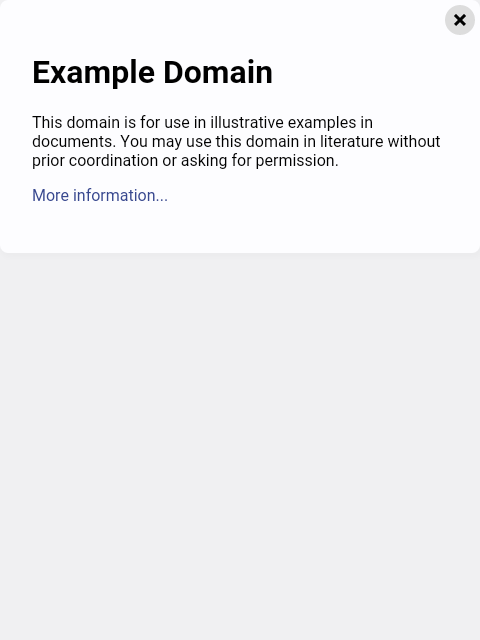 Example Domain
This domain is for use in illustrative examples in
documents. You may use this domain in literature without
prior coordination or asking for permission.
More information...